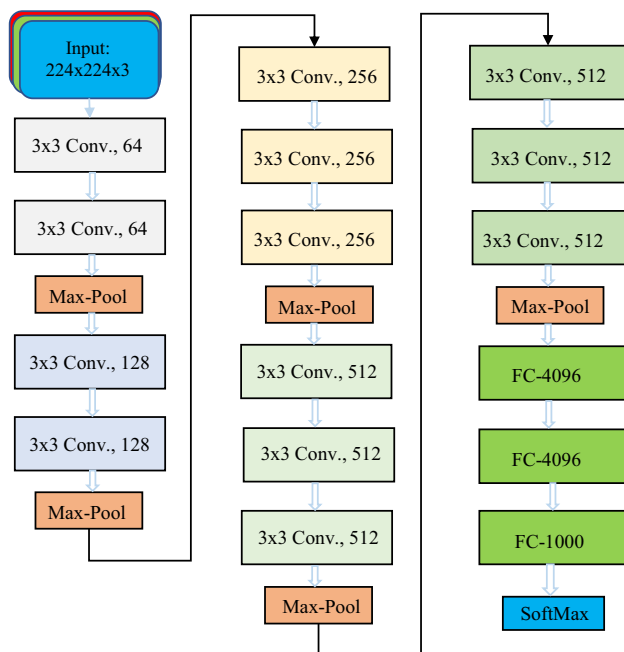 Input:
224x224x3
3x3 Conv., 64
3x3 Conv., 64
Max-Pool
3x3 Conv., 128
3x3 Conv., 128
Max-Pool
3x3 Conv., 256
3x3 Conv., 256
3x3 Conv., 256
Max-Pool
3x3 Conv., 512
3x3 Conv., 512
3x3 Conv., 512
Max-Pool
3x3 Conv., 512
3x3 Conv., 512
3x3 Conv., 512
Max-Pool
FC-4096
FC-4096
FC-1000
SoftMax